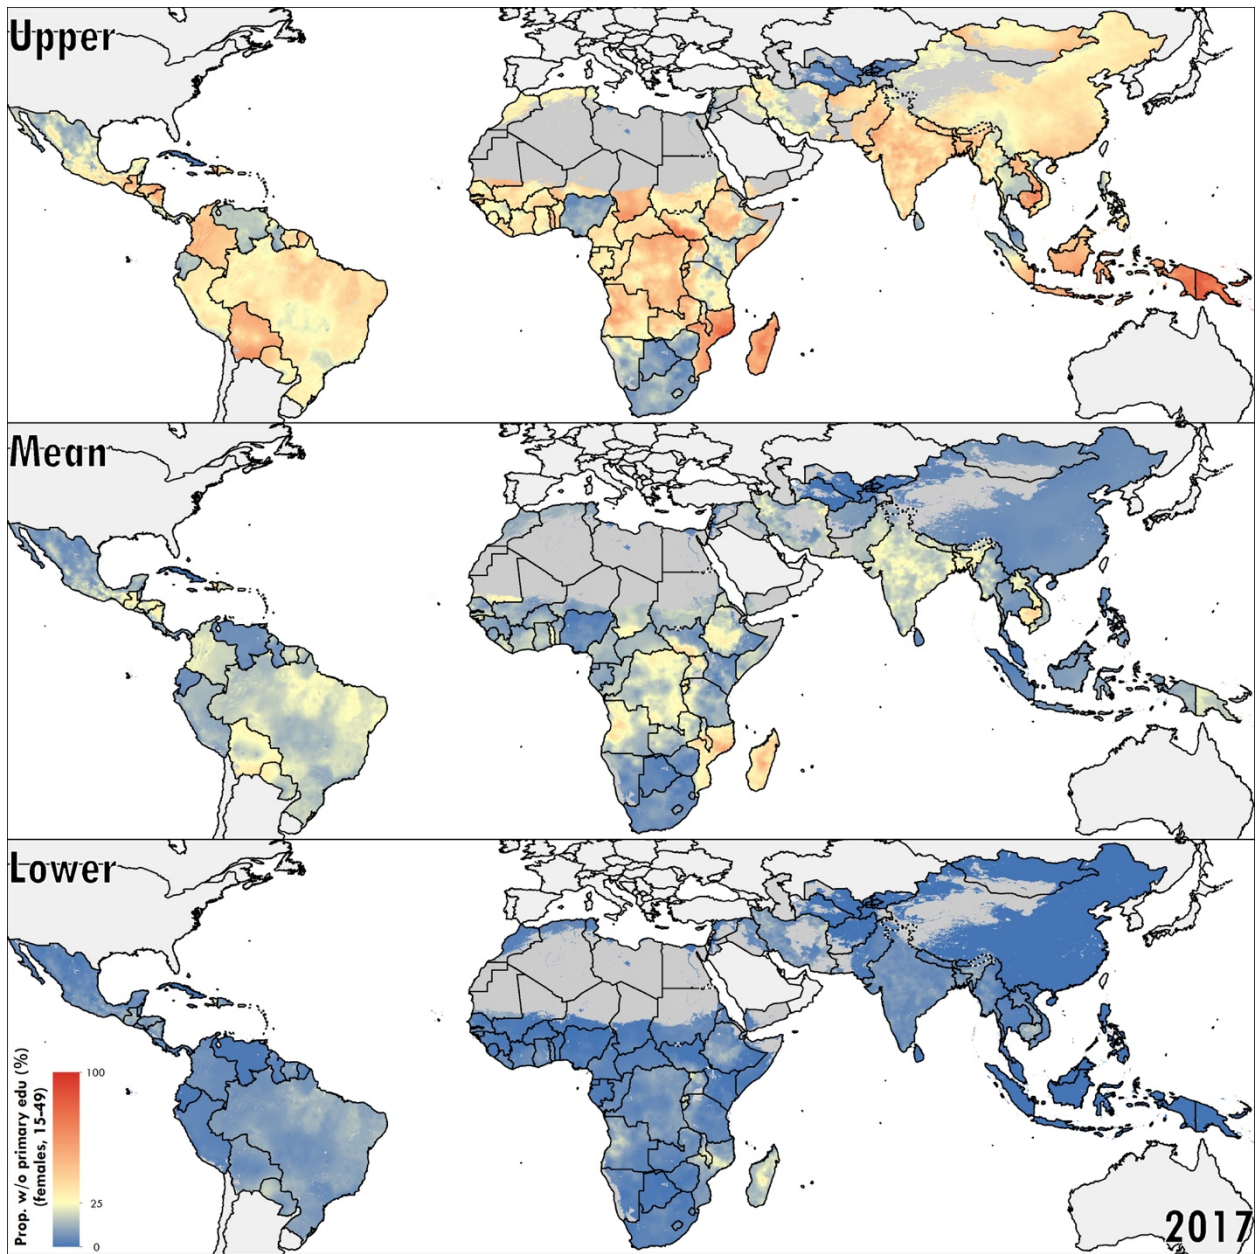 Upper
Mean
Lower
Prop. w/o primary edu (%)
(females, 15-49)
100
25
0
2017